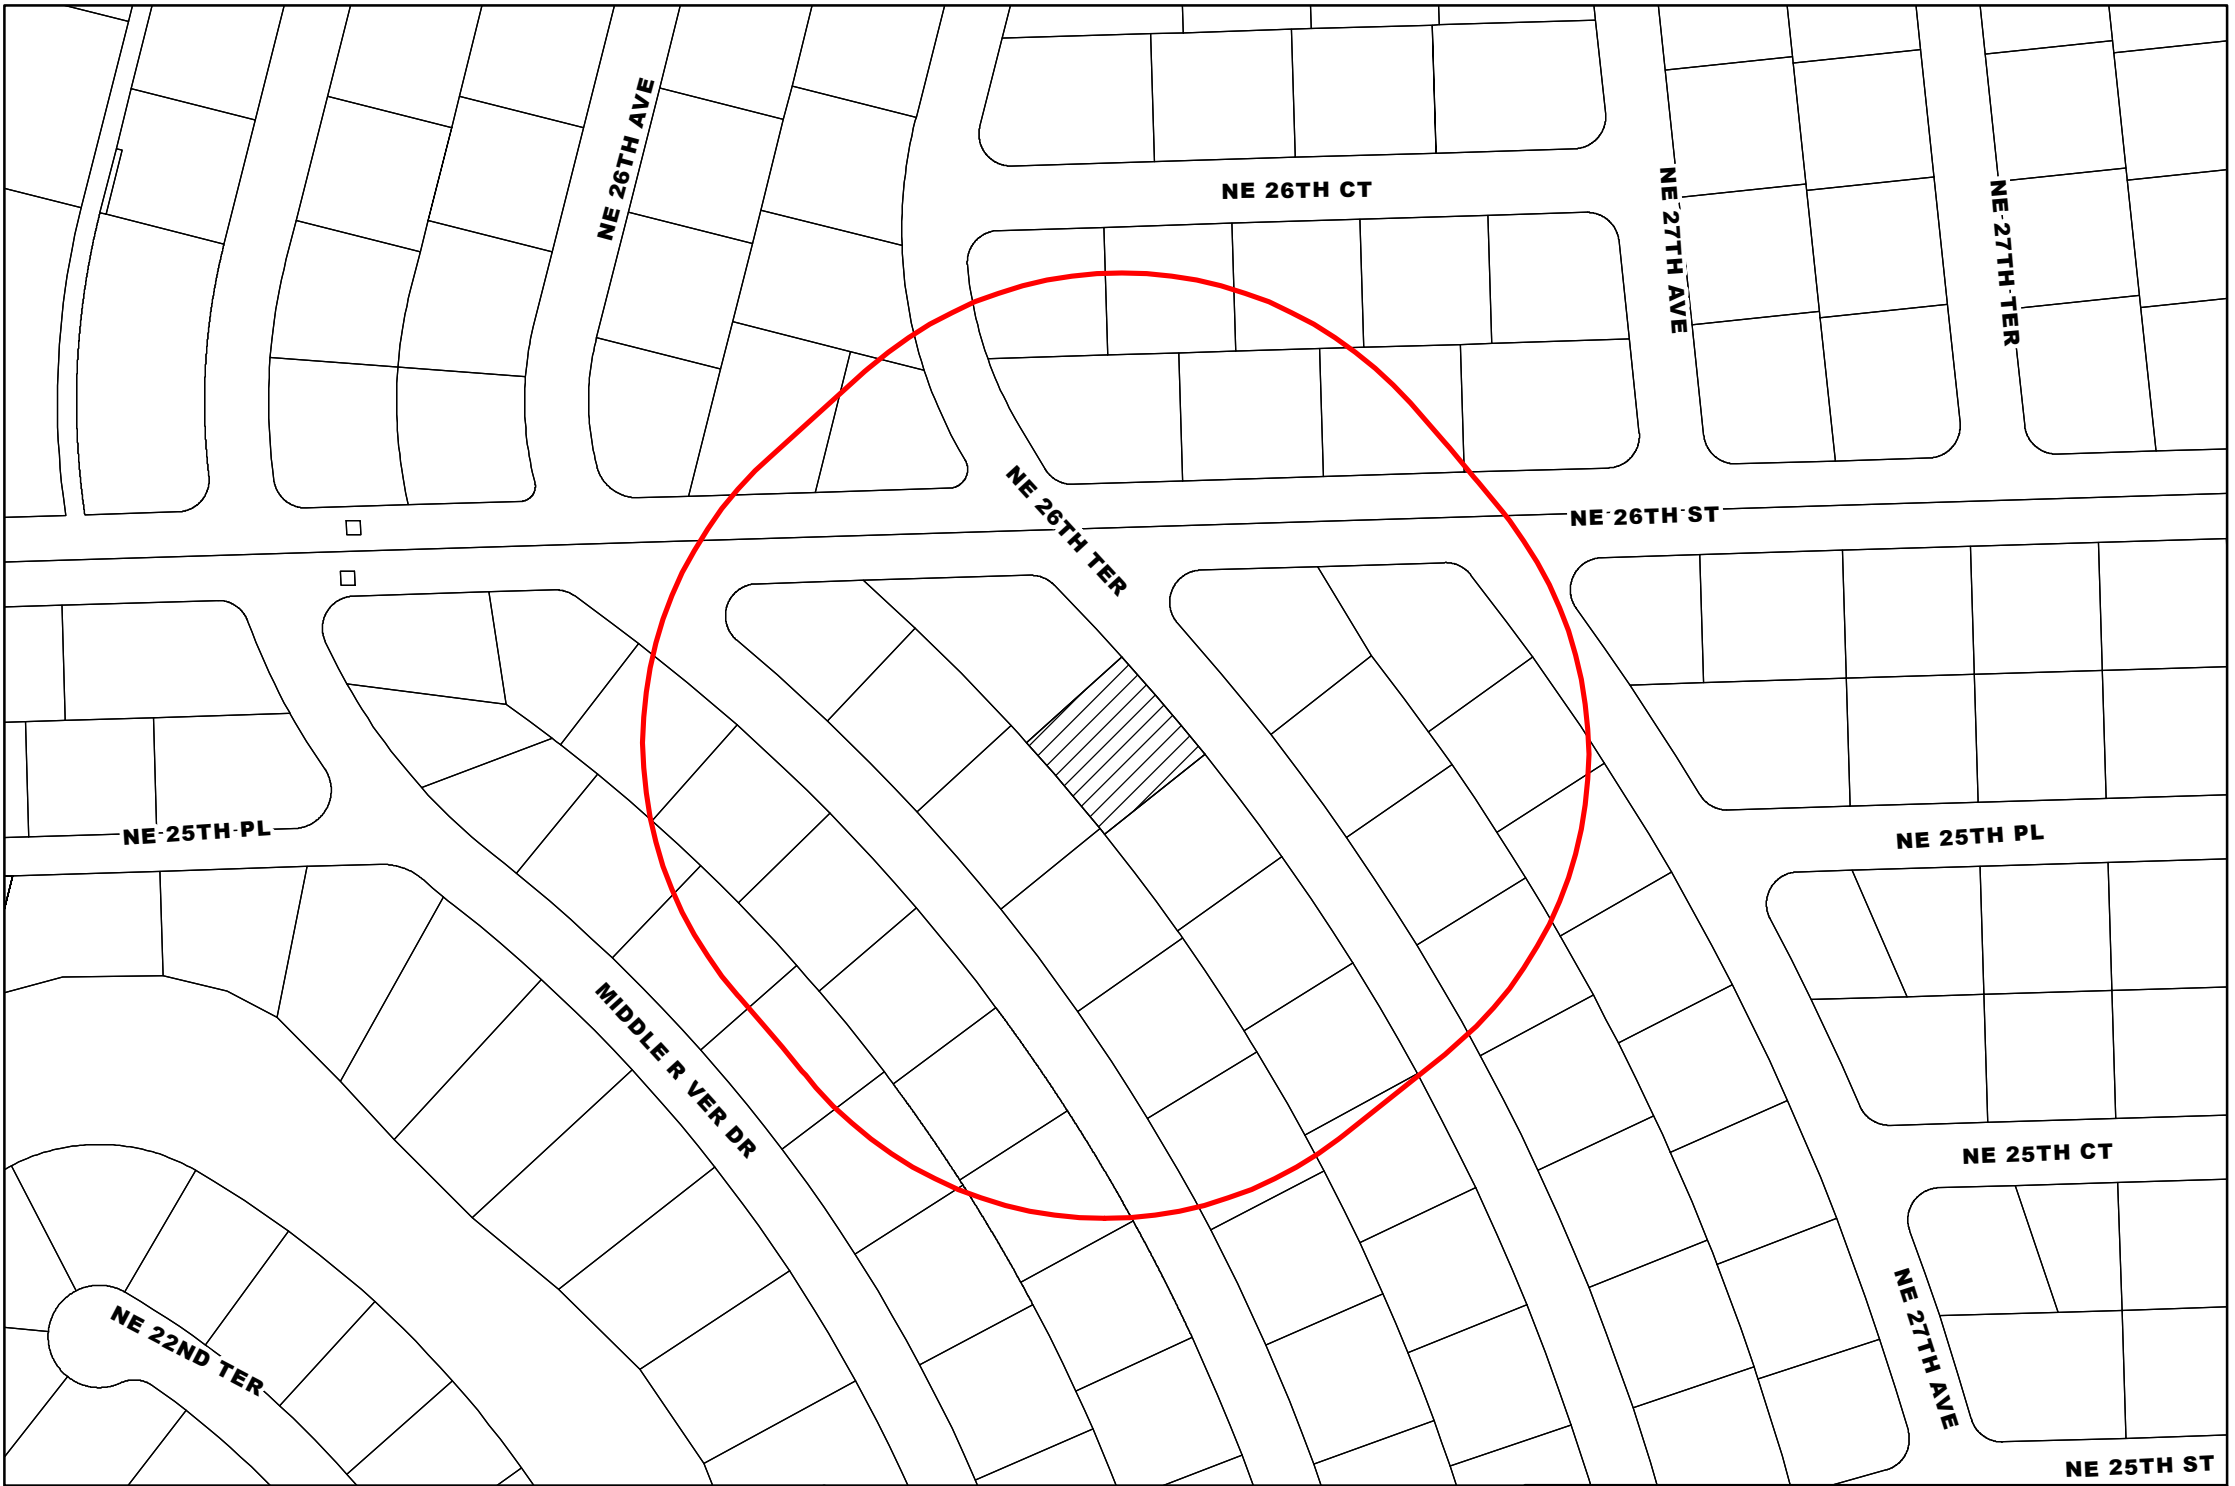 NE 26TH AVE
NE 26TH CT
NE 27TH AVE
NE 27TH TER
NE 26TH TER
NE 26TH ST
NE 25TH PL
NE 25TH PL
MIDDLE R VER DR
NE 25TH CT
NE 22ND TER
NE 27TH AVE
NE 25TH ST